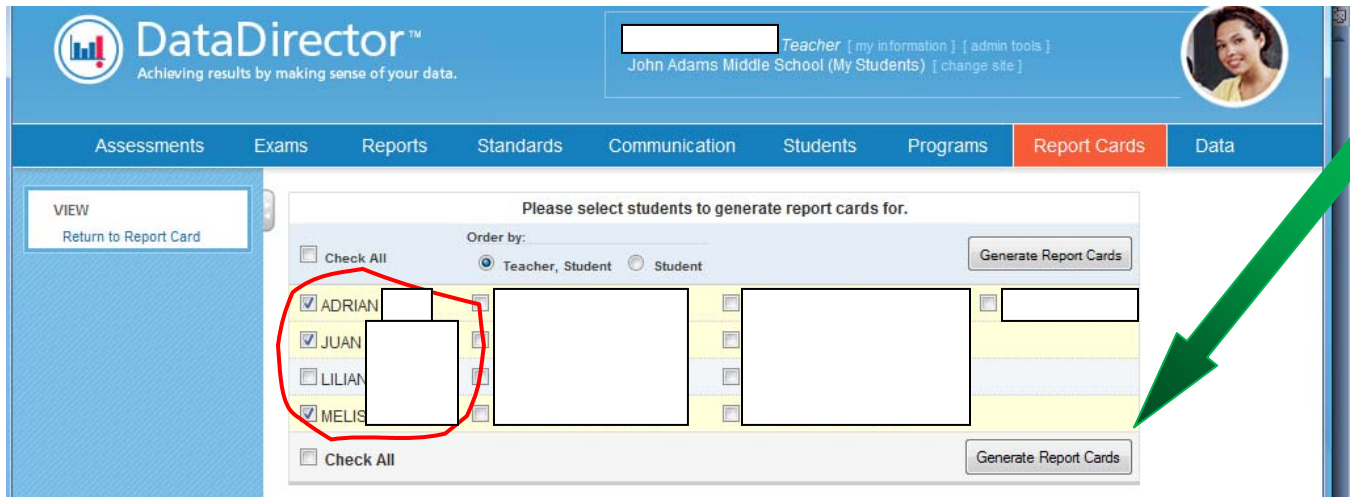 DataDirector™
Achieving results by making sense of your data.
Teacher [ my information ] [ admin tools ]
John Adams Middle School (My Students) [ change site ]
Assessments Exams Reports Standards Communication Students Programs Report Cards Data
VIEW
Return to Report Card
Please select students to generate report cards for.
Order by:
Check All Teacher, Student Student Generate Report Cards
ADRIAN
JUAN
LILIAN
MELIS
Check All Generate Report Cards